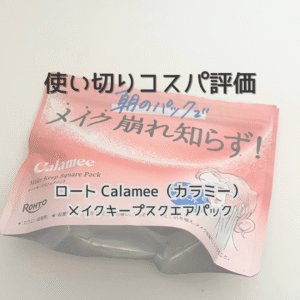 使い切りコスパ評価
朝のパックで
メイク崩れ知らず!
Calamee
Make Keep Square Pack
ロート Calamee(カラミー)
メイクキープスクエアパック
ROHTO